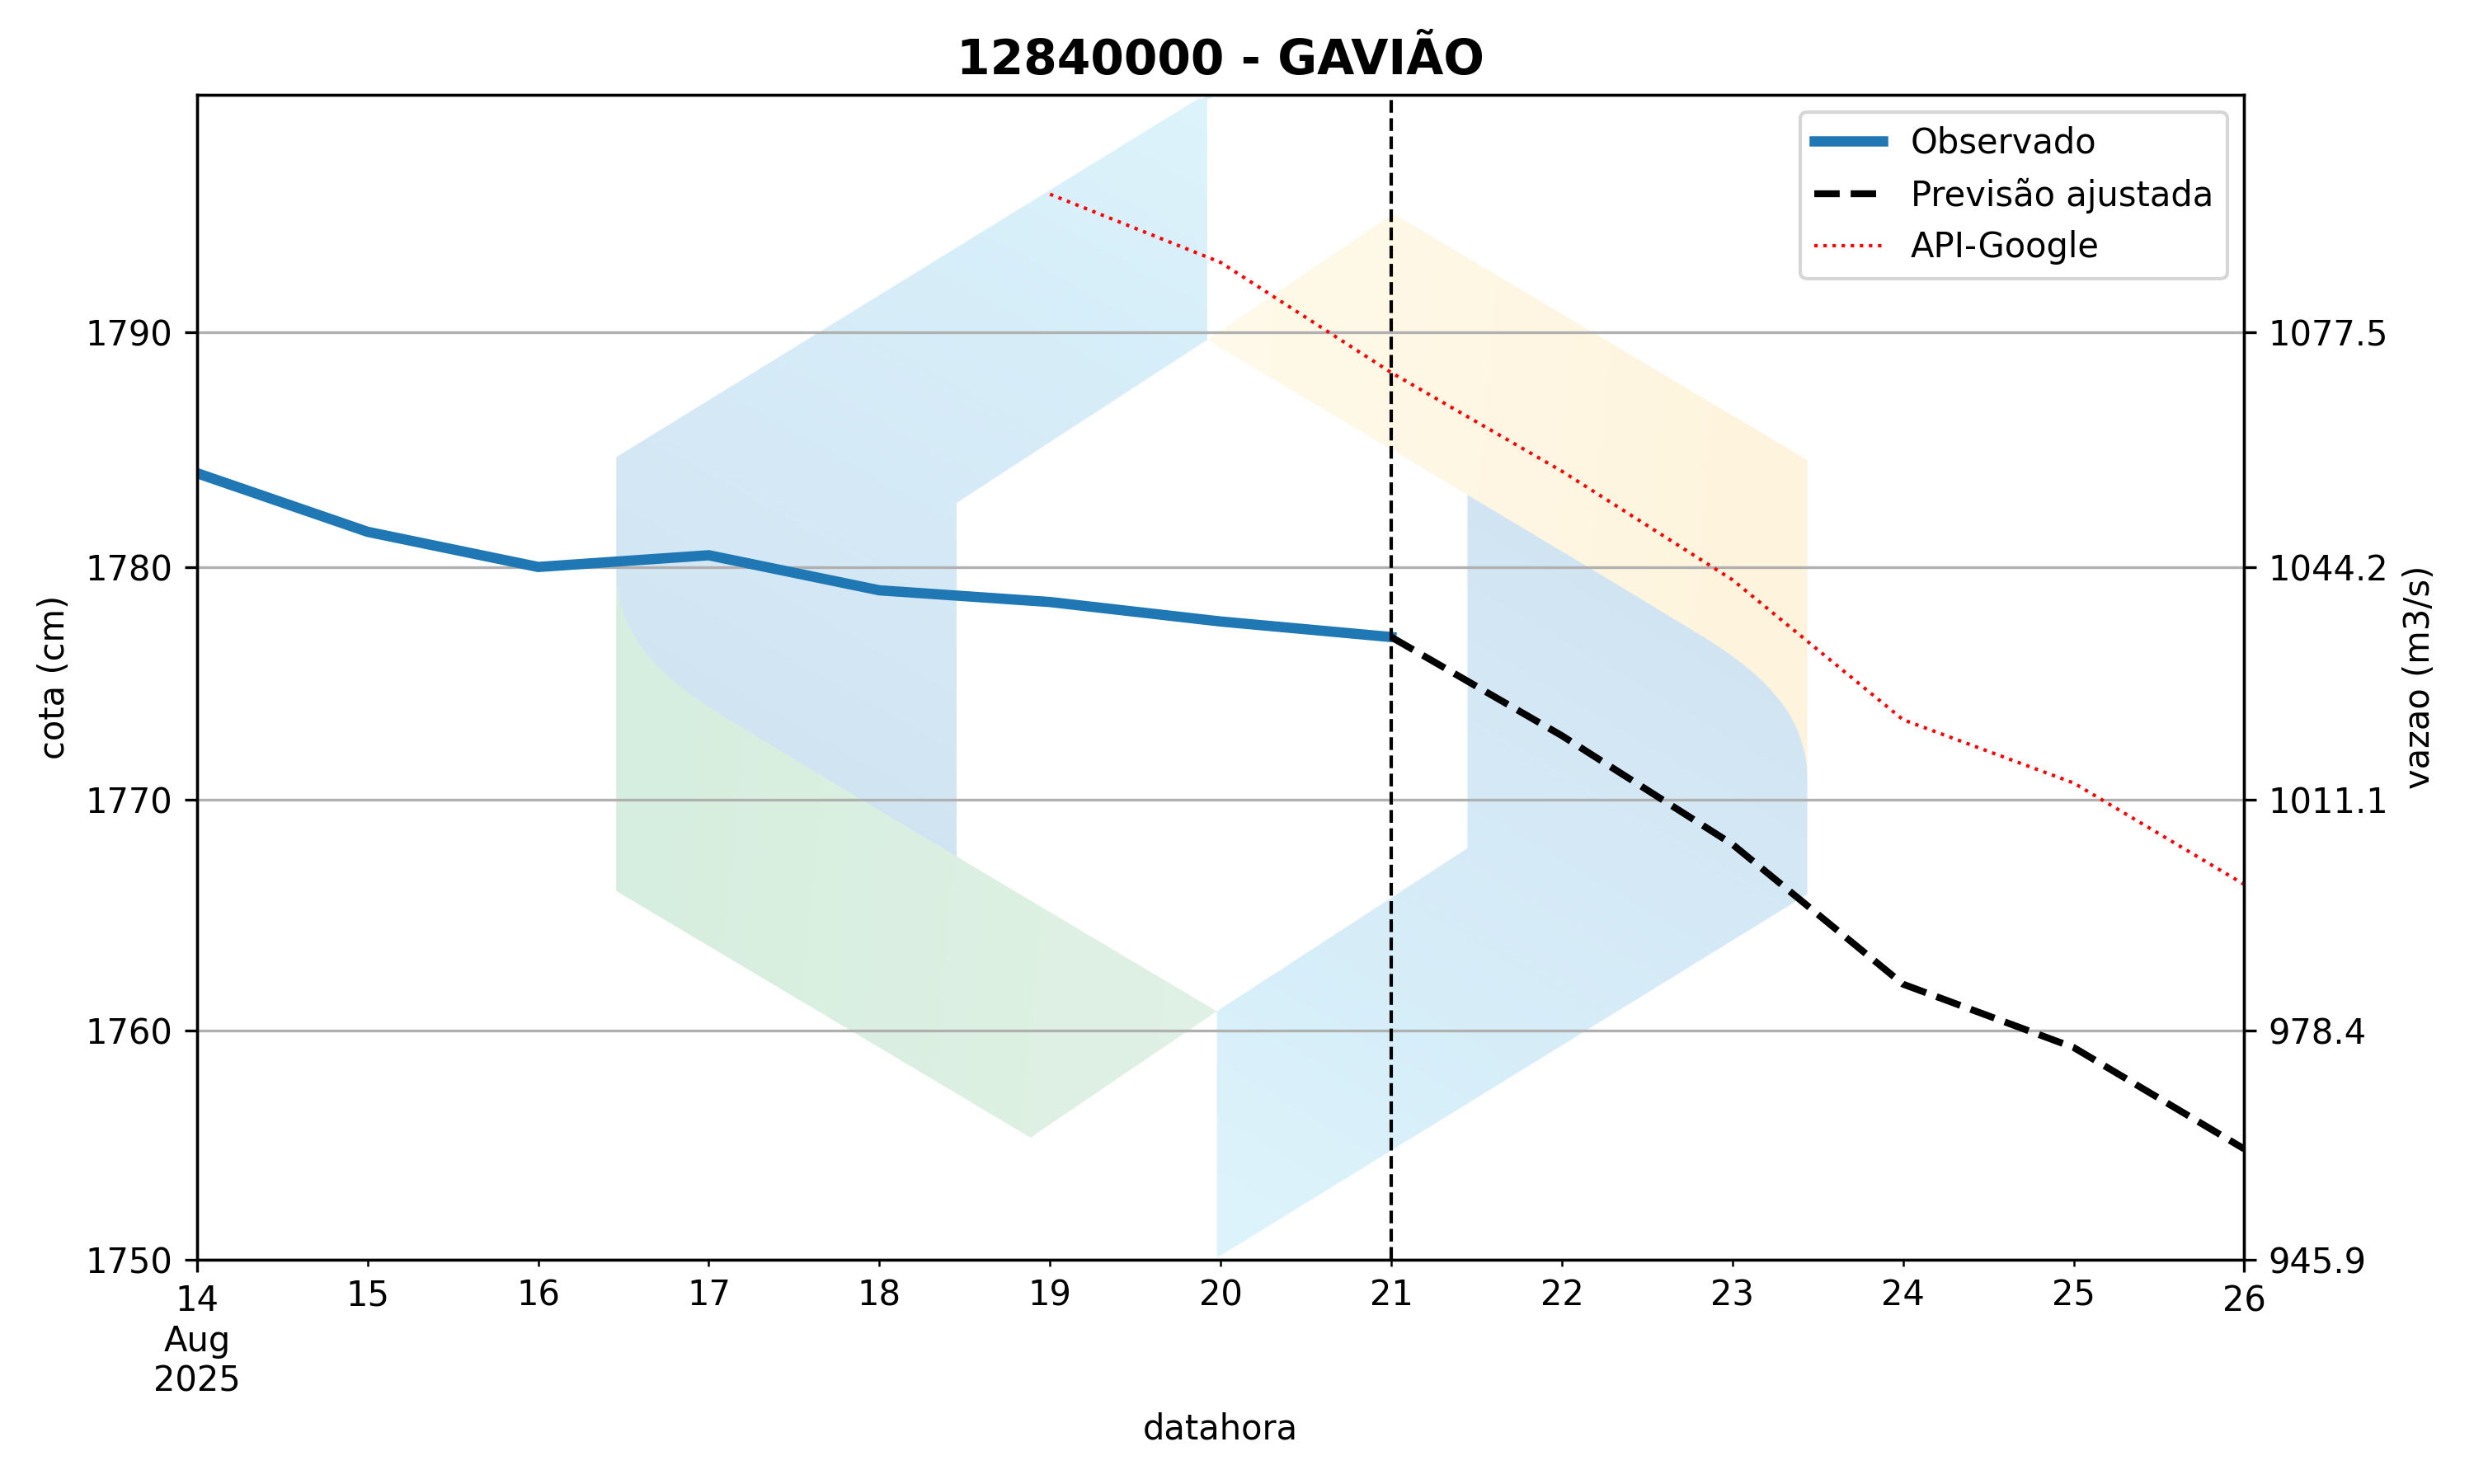 12840000 - GAVIÃO
Observado
Previsão ajustada
API-Google
1790
1780
1770
1760
1750
cota (cm)
1077.5
1044.2
1011.1
978.4
945.9
vazao (m3/s)
14 15 16 17 18 19 20 21 22 23 24 25 26
Aug
2025
datahora